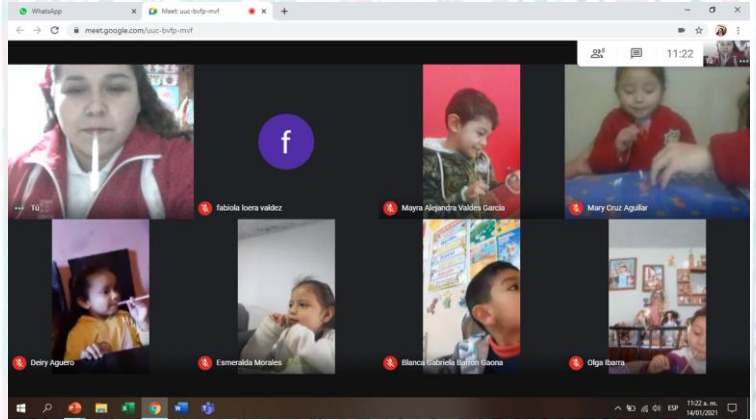 WhatsApp
Meet: uuc-bvfp-mvf
meet.google.com/uuc-bvfp-mvf
6
11:22
Tú
f
Tú
fabiola loera valdez
Mayra Alejandra Valdes Garcia
Mary Cruz Aguilar
Deiry Aguero
Esmeralda Morales
Blanca Gabriela Barron Gaona
Olga Ibarra
ESP
11:22 a. m.
14/01/2021